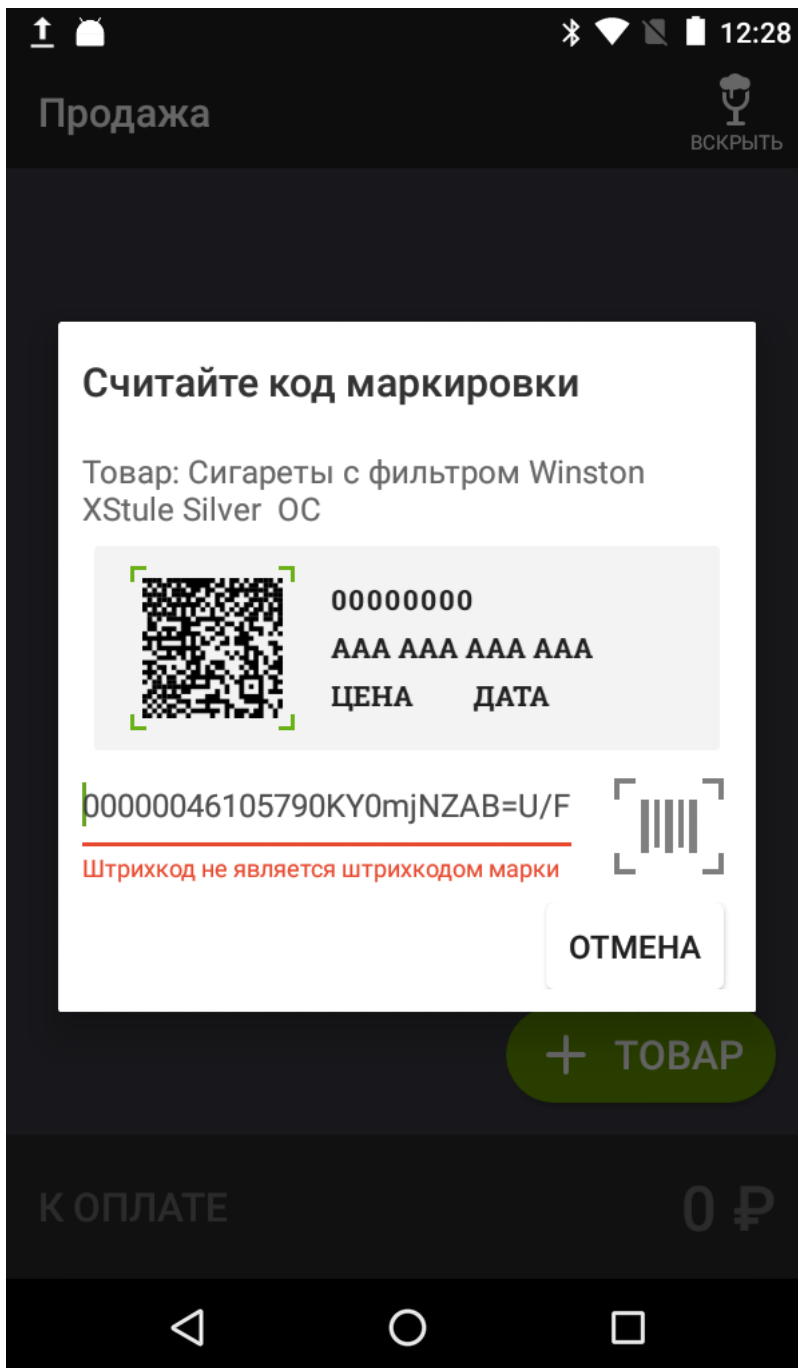 12:28
Продажа
ВСКРЫТЬ
Считайте код маркировки
Товар: Сигареты с фильтром Winston
XStule Silver OC
00000000
AAA AAA AAA AAA
ЦЕНА ДАТА
00000046105790KY0mjNZAB=U/F
Штрихкод не является штрихкодом марки
ОТМЕНА
+ ТОВАР
К ОПЛАТЕ
0 ₽